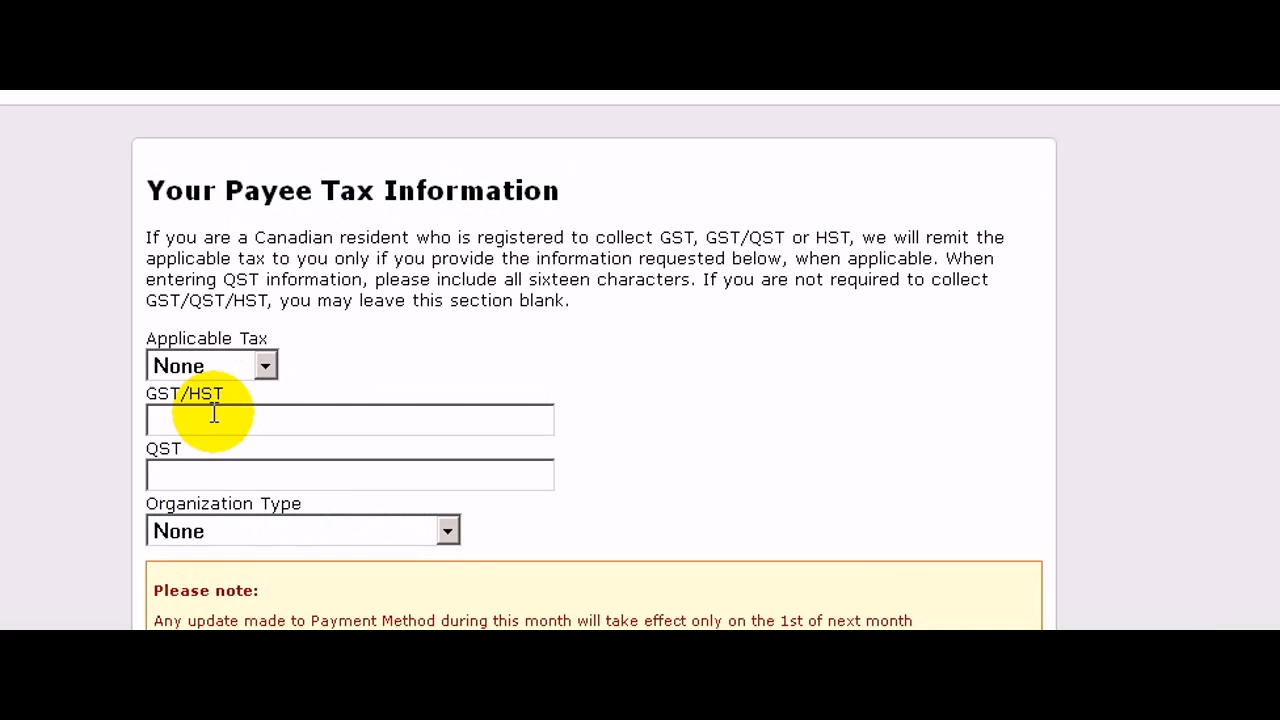 Your Payee Tax Information
If you are a Canadian resident who is registered to collect GST, GST/QST or HST, we will remit the
applicable tax to you only if you provide the information requested below, when applicable. When
entering QST information, please include all sixteen characters. If you are not required to collect
GST/QST/HST, you may leave this section blank.
Applicable Tax
None
GST/HST
QST
Organization Type
None
Please note:
Any update made to Payment Method during this month will take effect only on the 1st of next month